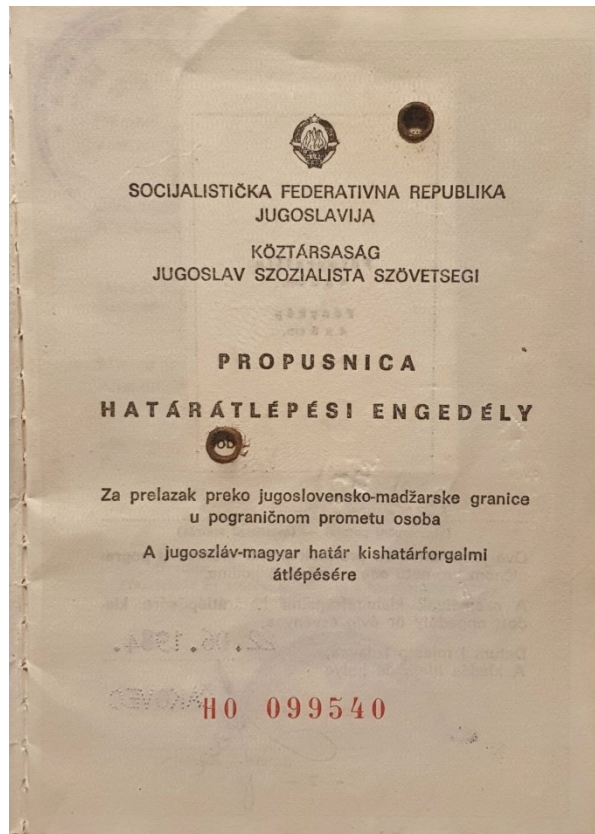 SOCIJALISTIČKA FEDERATIVNA REPUBLIKA
JUGOSLAVIJA
KÖZTÁRSASÁG
JUGOSLAV SZOZIALISTA SZÖVETSEGI
PROPUSNICA
HATÁRÁTLÉPÉSI ENGEDÉLY
Za prelazak preko jugoslovensko-madžarske granice
u pograničnom prometu osoba
A jugoszláv-magyar határ kishatárforgalmi
átlépésére
22.06.1984.
ČAKOVEC
HO 099540